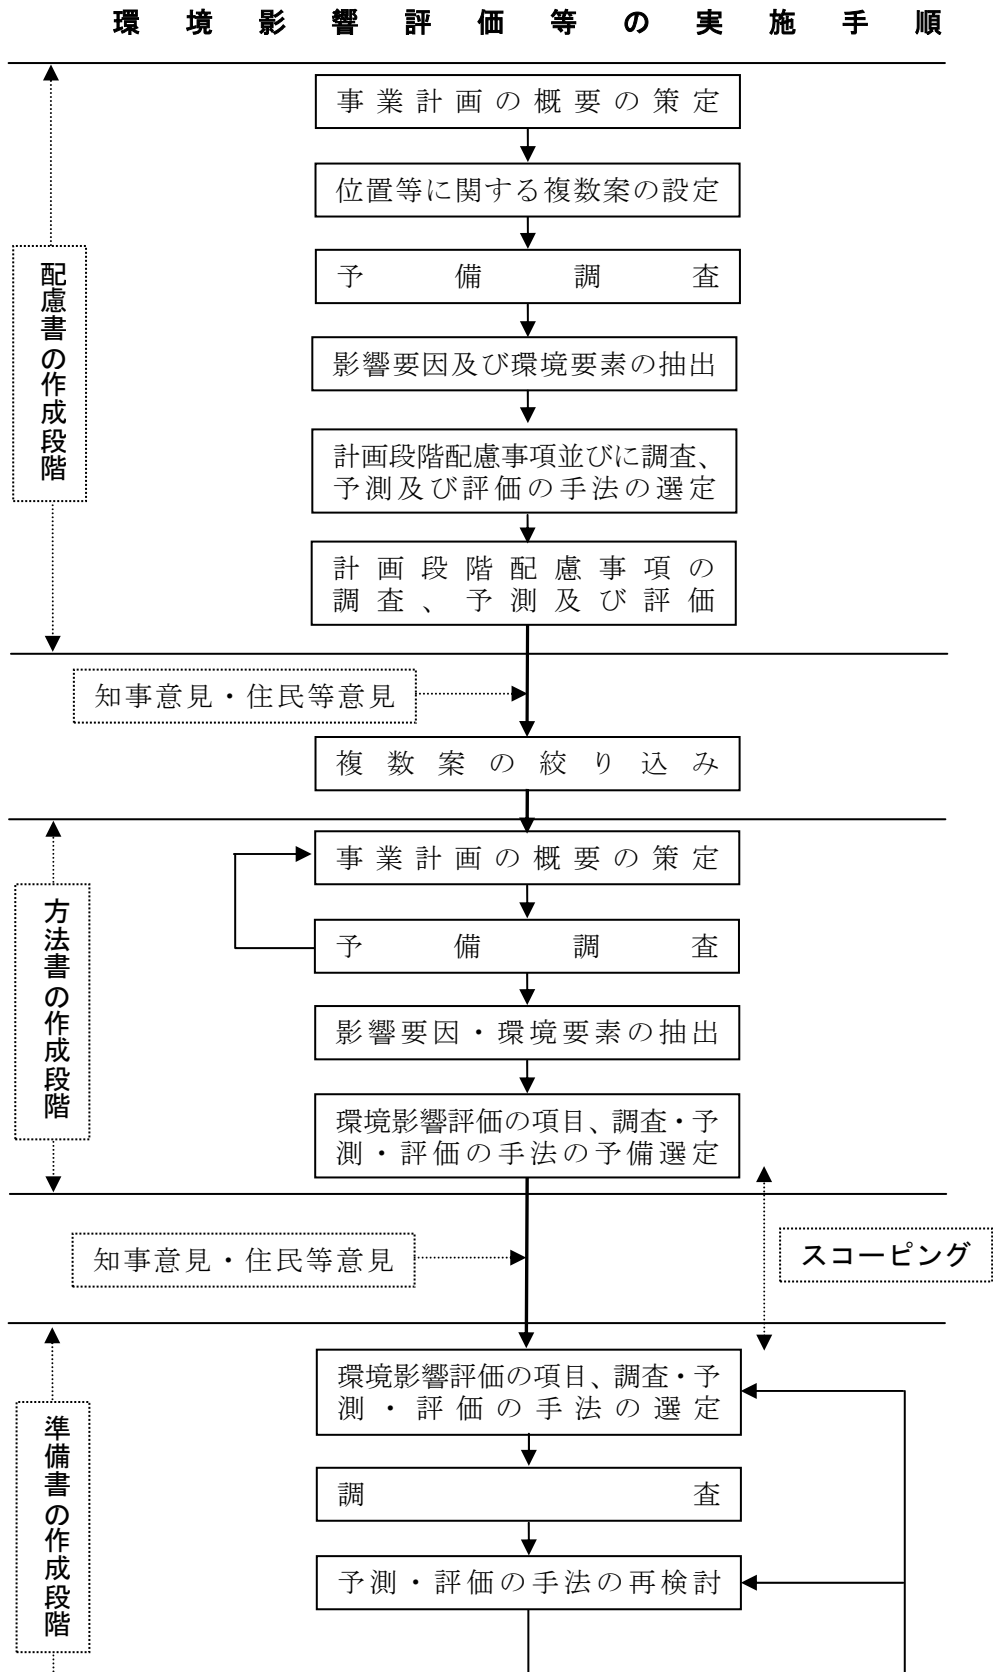 環境影響評価等の実施手順
事業計画の概要の策定
位置等に関する複数案の設定
予備調査
配慮書の作成段階
影響要因及び環境要素の抽出
計画段階配慮事項並びに調査、
予測及び評価の手法の選定
計画段階配慮事項の
調査、予測及び評価
知事意見・住民等意見
複数案の絞り込み
事業計画の概要の策定
方法書の作成段階
予備調査
影響要因・環境要素の抽出
環境影響評価の項目、調査・予
測・評価の手法の予備選定
知事意見・住民等意見
スコーピング
環境影響評価の項目、調査・予
測・評価の手法の選定
準備書の作成段階
調査
予測・評価の手法の再検討